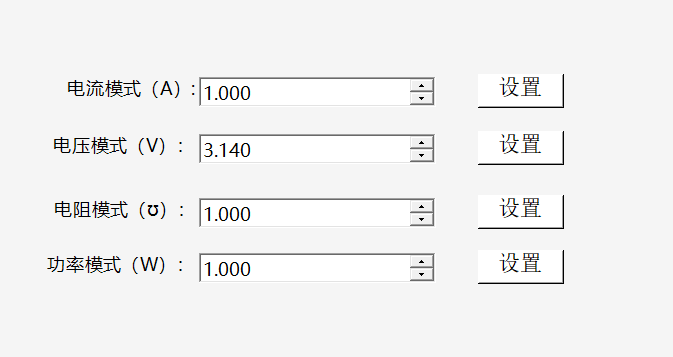 电流模式（A）: 1.000 设置
电压模式（V）: 3.140 设置
电阻模式（ʊ）: 1.000 设置
功率模式（W）: 1.000 设置